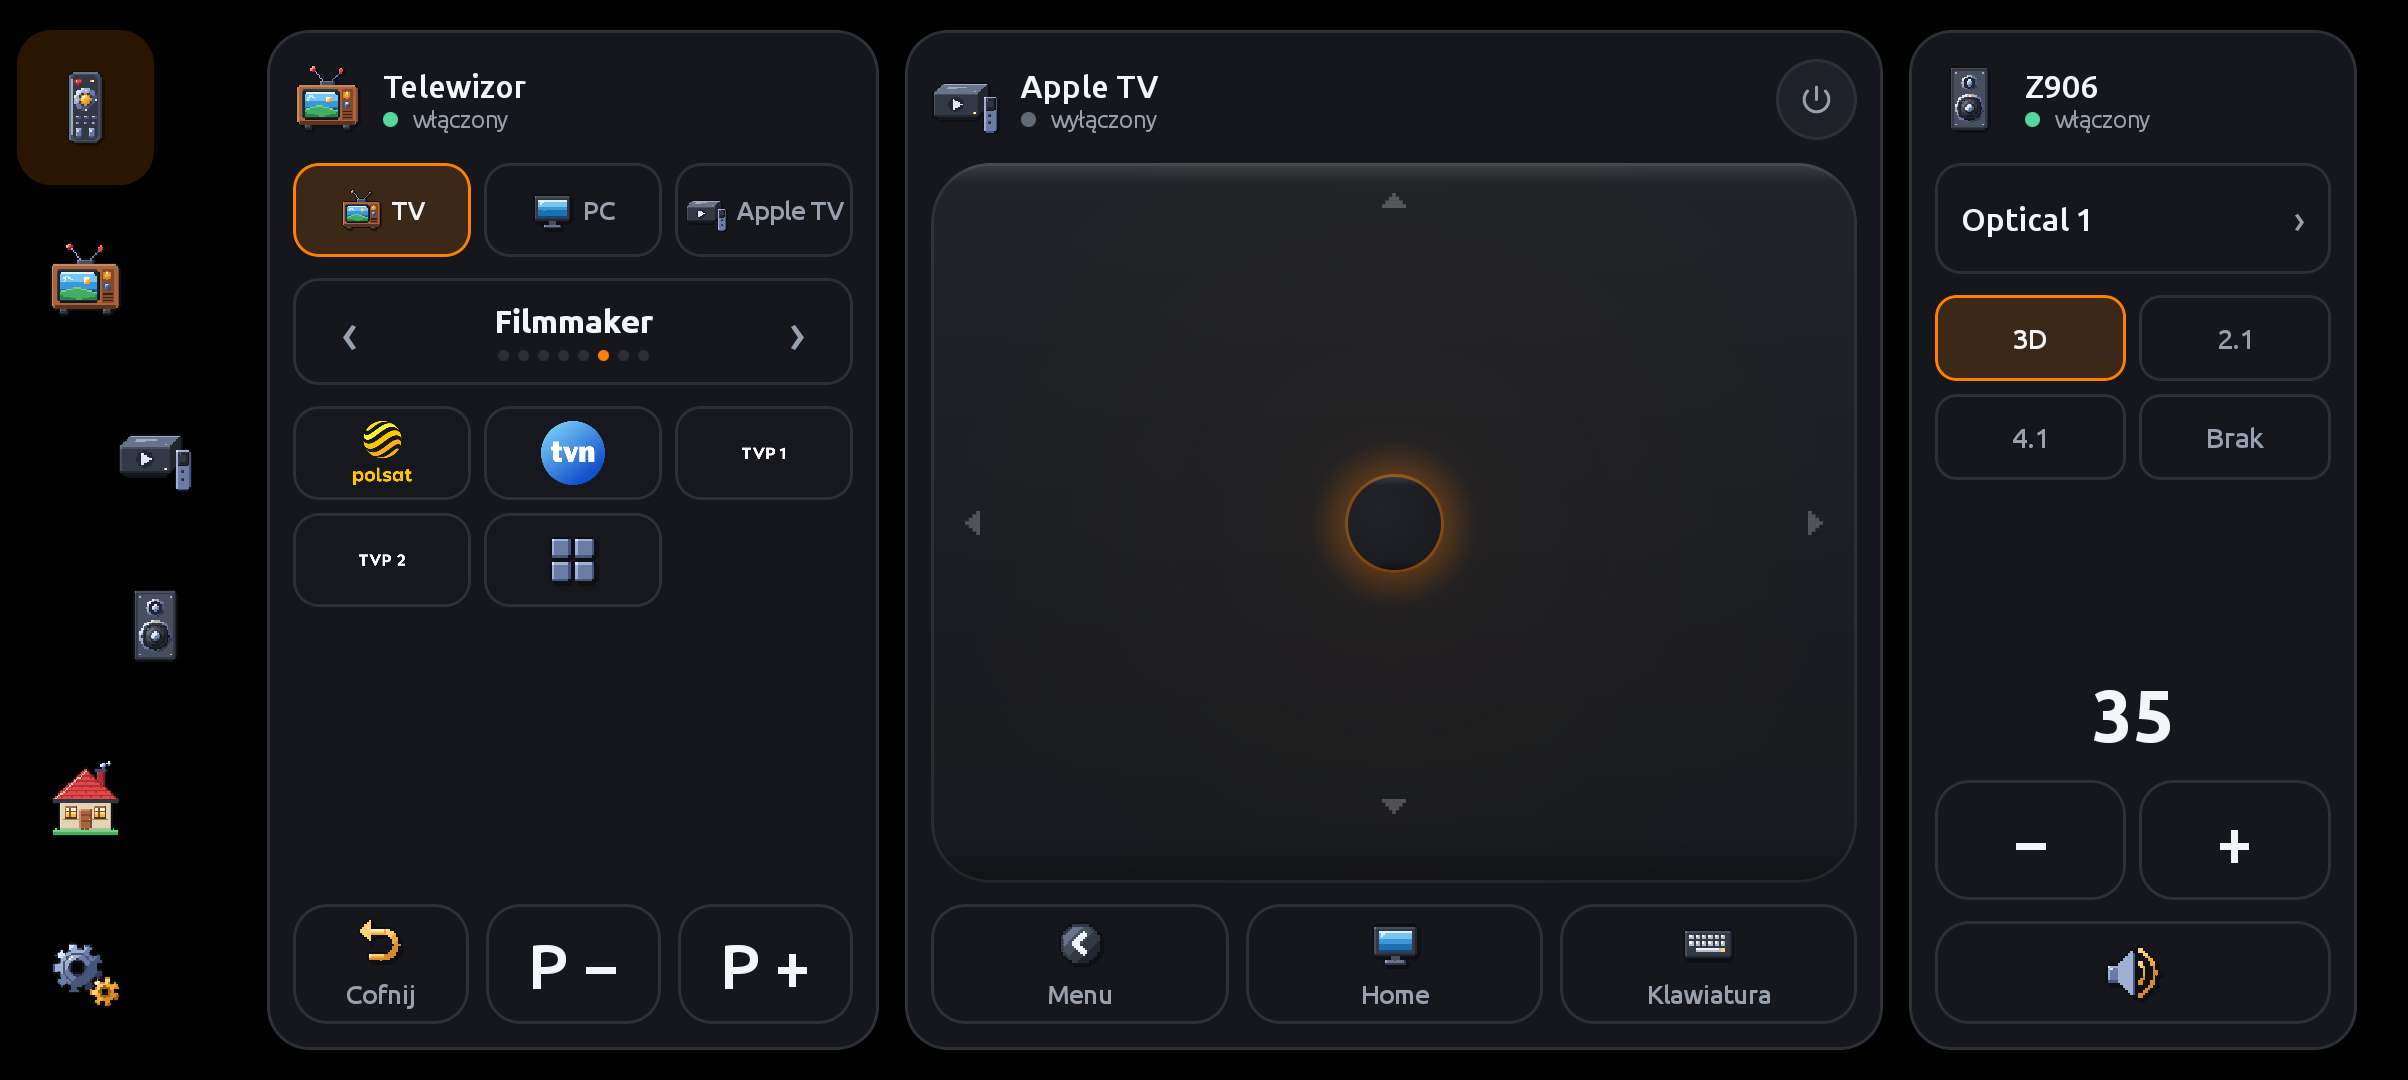 Telewizor
włączony
TV
PC
Apple TV
Filmmaker
polsat
tvn
TVP 1
TVP 2
Cofnij
P −
P +
Apple TV
wyłączony
Menu
Home
Klawiatura
Z906
włączony
Optical 1
3D
2.1
4.1
Brak
35
−
+